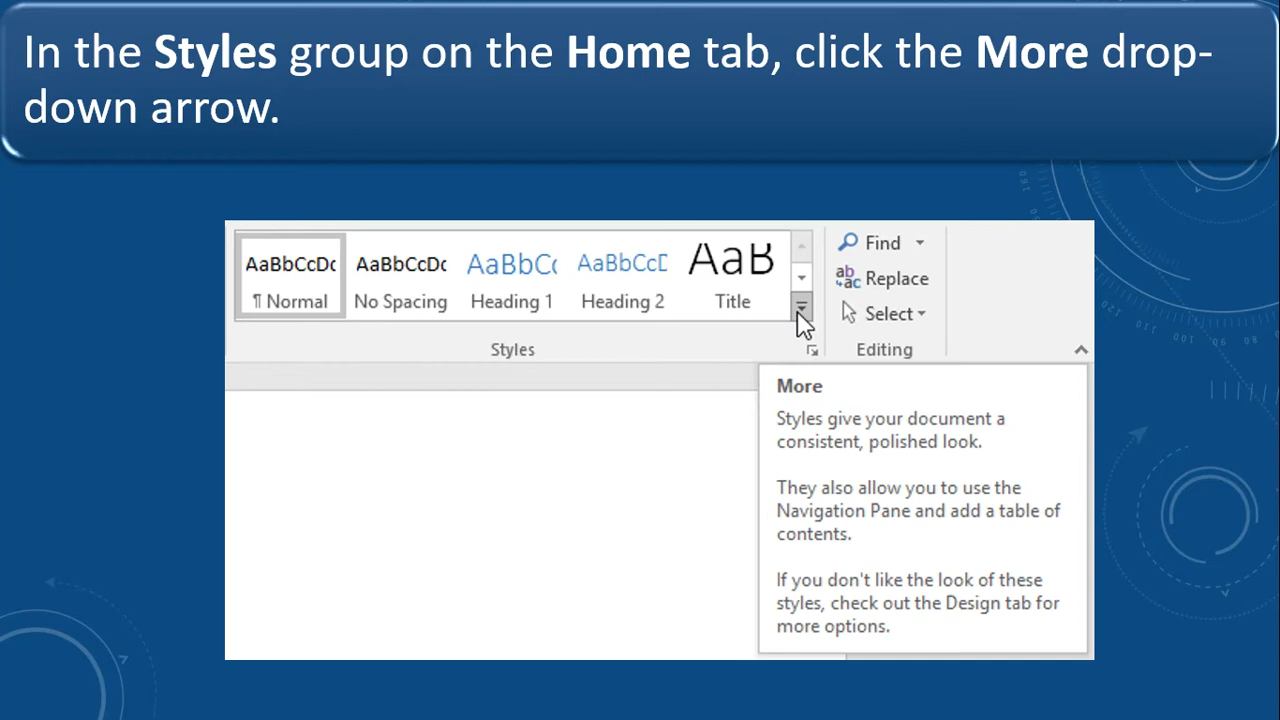 In the Styles group on the Home tab, click the More drop-
down arrow.
AaBbCcDc AaBbCcDc AaBbCc AaBbCcD AaB
¶ Normal No Spacing Heading 1 Heading 2 Title
Styles
Find
Replace
Select
Editing
More
Styles give your document a
consistent, polished look.
They also allow you to use the
Navigation Pane and add a table of
contents.
If you don't like the look of these
styles, check out the Design tab for
more options.